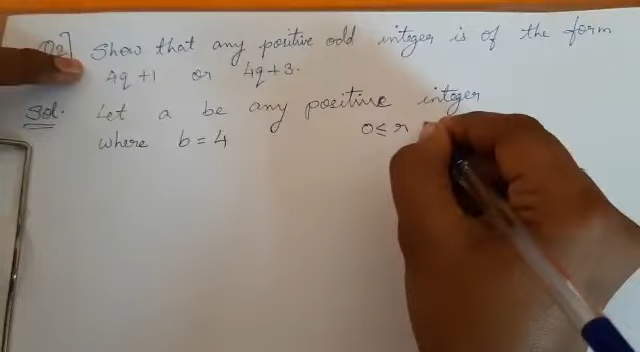 Q2] Show that any positive odd integer is of the form
4q+1 or 4q+3.
Sol. Let a be any positive integer
where b=4 0≤r